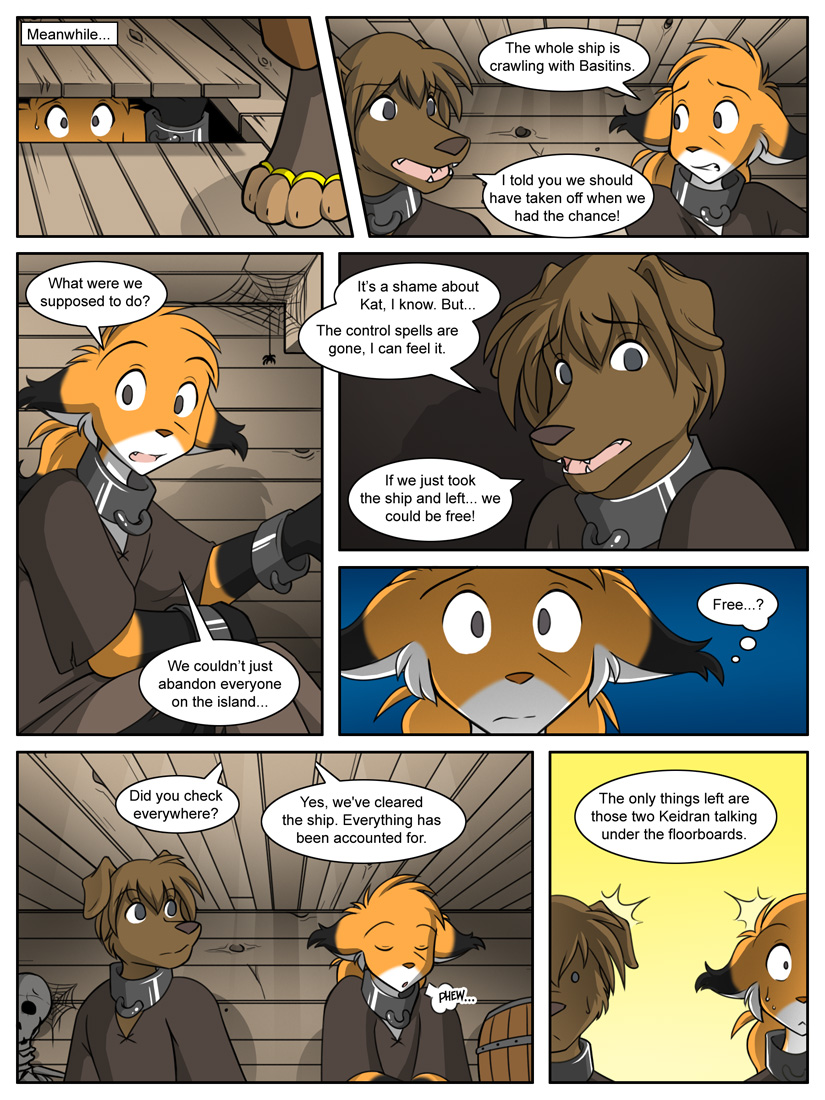 Meanwhile...
The whole ship is
crawling with Basitins.
I told you we should
have taken off when we
had the chance!
What were we
supposed to do?
We couldn't just
abandon everyone
on the island...
It's a shame about
Kat, I know. But...
The control spells are
gone, I can feel it.
If we just took
the ship and left... we
could be free!
Free...?
Did you check
everywhere?
Yes, we've cleared
the ship. Everything has
been accounted for.
PHEW...
The only things left are
those two Keidran talking
under the floorboards.